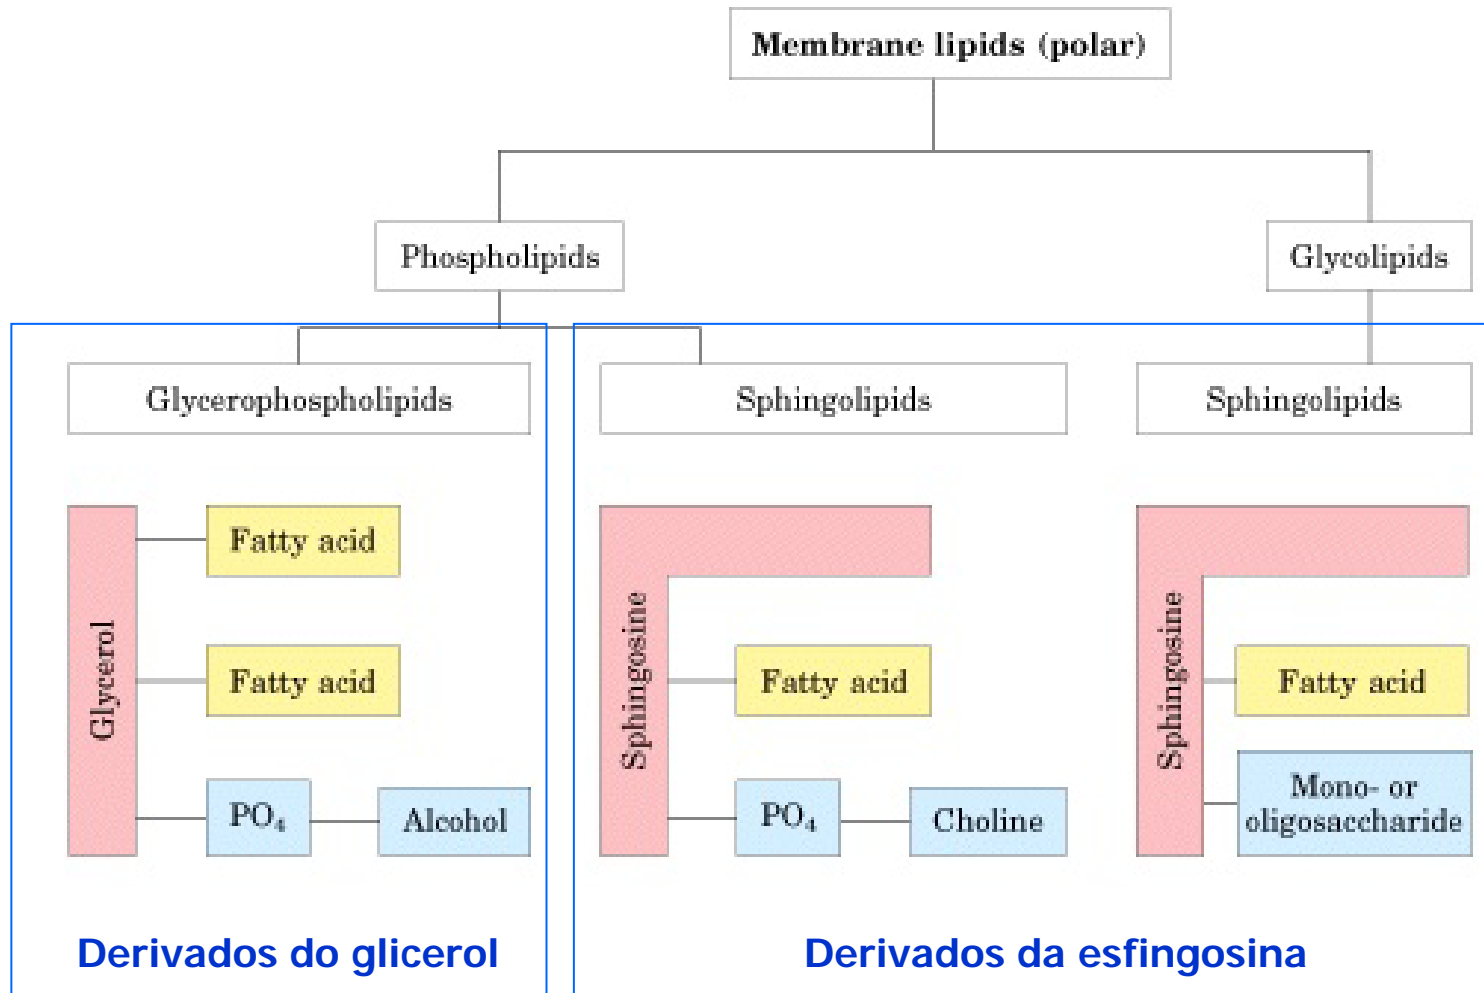 Membrane lipids (polar)
Phospholipids
Glycolipids
Glycerophospholipids
Sphingolipids
Sphingolipids
Glycerol
Fatty acid
Fatty acid
PO₄
Alcohol
Sphingosine
Fatty acid
PO₄
Choline
Sphingosine
Fatty acid
Mono- or
oligosaccharide
Derivados do glicerol
Derivados da esfingosina